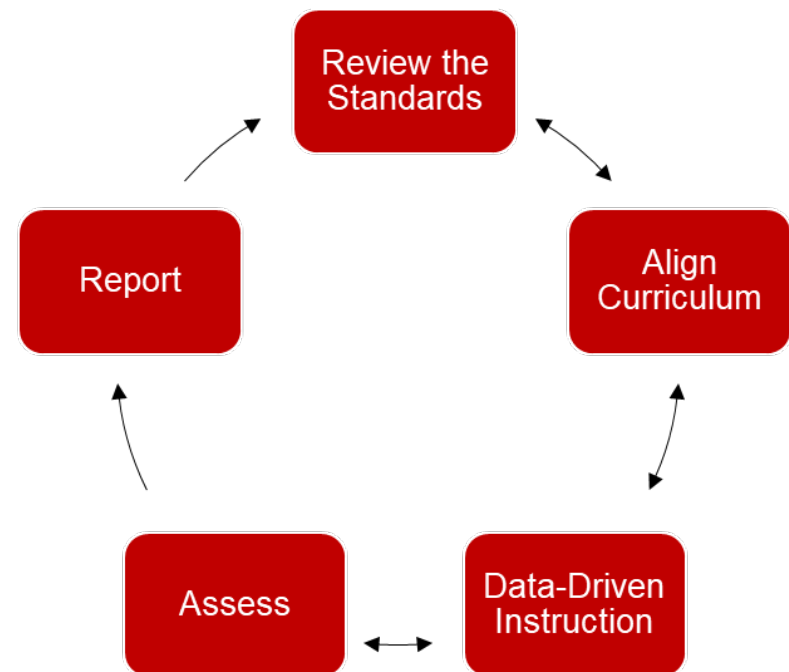 Review the
Standards
Align
Curriculum
Data-Driven
Instruction
Assess
Report